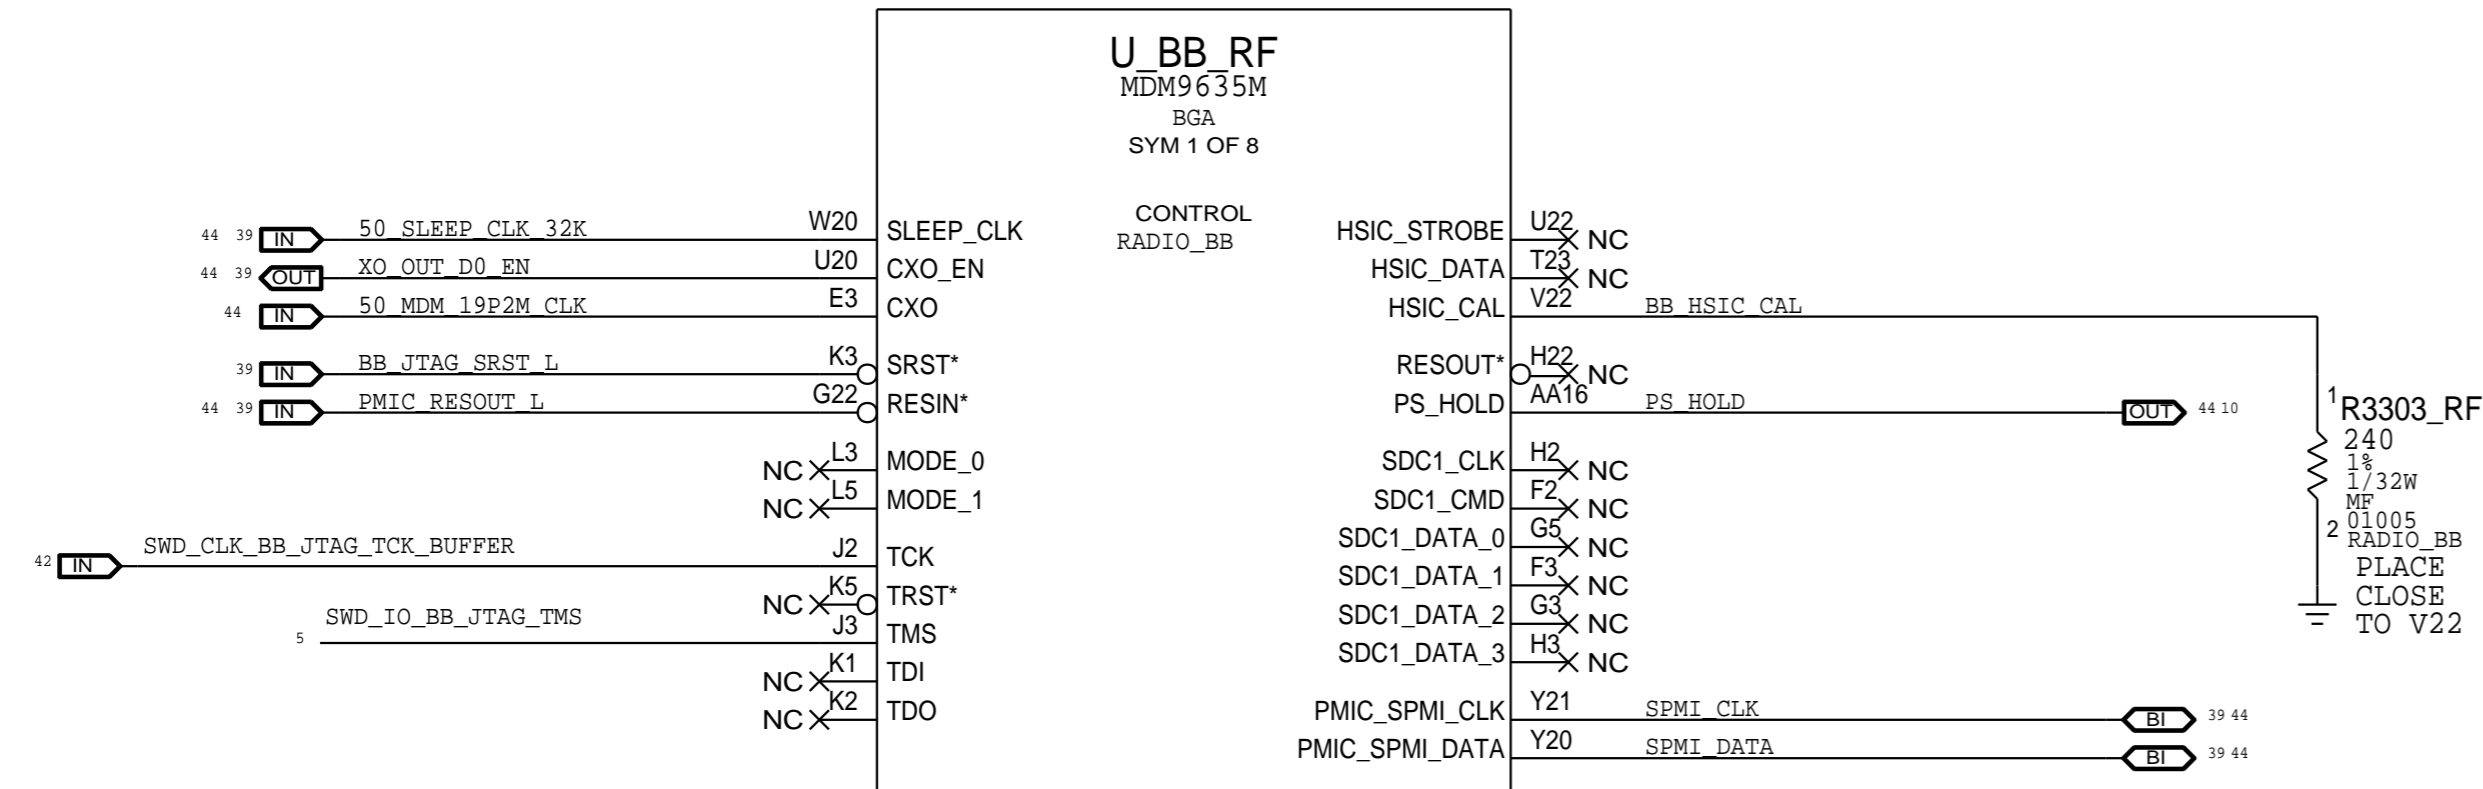 U_BB_RF
MDM9635M
BGA
SYM 1 OF 8
CONTROL
RADIO_BB
44 39 IN 50_SLEEP_CLK_32K W20 SLEEP_CLK
44 39 OUT XO_OUT_D0_EN U20 CXO_EN
44 IN 50_MDM_19P2M_CLK E3 CXO
39 IN BB_JTAG_SRST_L K3 SRST*
44 39 IN PMIC_RESOUT_L G22 RESIN*
NC L3 MODE_0
NC L5 MODE_1
42 IN SWD_CLK_BB_JTAG_TCK_BUFFER J2 TCK
NC K5 TRST*
5 SWD_IO_BB_JTAG_TMS J3 TMS
NC K1 TDI
NC K2 TDO
HSIC_STROBE U22 NC
HSIC_DATA T23 NC
HSIC_CAL V22 BB_HSIC_CAL
RESOUT* H22 NC
PS_HOLD AA16 PS_HOLD OUT 44 10
SDC1_CLK H2 NC
SDC1_CMD F2 NC
SDC1_DATA_0 G5 NC
SDC1_DATA_1 F3 NC
SDC1_DATA_2 G3 NC
SDC1_DATA_3 H3 NC
PMIC_SPMI_CLK Y21 SPMI_CLK BI 39 44
PMIC_SPMI_DATA Y20 SPMI_DATA BI 39 44
1
R3303_RF
240
1%
1/32W
MF
01005
2
RADIO_BB
PLACE
CLOSE
TO V22